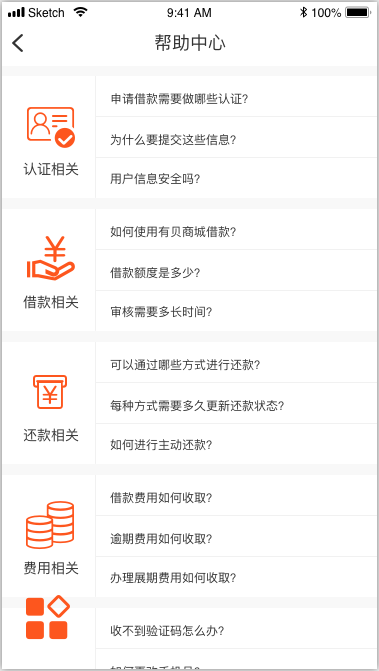 Sketch 9:41 AM 100%
帮助中心
认证相关
申请借款需要做哪些认证?
为什么要提交这些信息?
用户信息安全吗?
借款相关
如何使用有贝商城借款?
借款额度是多少?
审核需要多长时间?
还款相关
可以通过哪些方式进行还款?
每种方式需要多久更新还款状态?
如何进行主动还款?
费用相关
借款费用如何收取?
逾期费用如何收取?
办理展期费用如何收取?
收不到验证码怎么办?